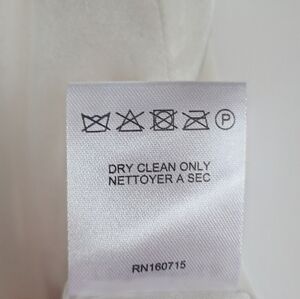 P
DRY CLEAN ONLY
NETTOYER A SEC
RN160715